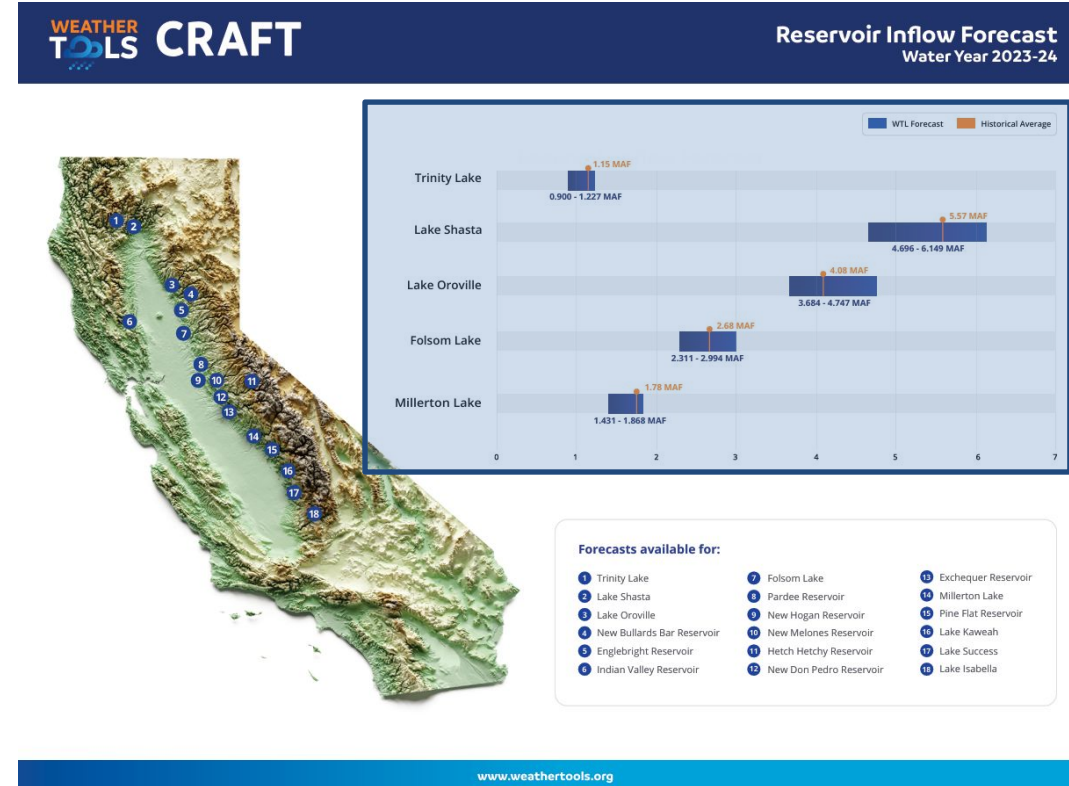 WEATHER
TOOLS
CRAFT
Reservoir Inflow Forecast
Water Year 2023-24
WTL Forecast
Historical Average
Trinity Lake
1.15 MAF
0.900 - 1.227 MAF
Lake Shasta
5.57 MAF
4.696 - 6.149 MAF
Lake Oroville
4.08 MAF
3.684 - 4.747 MAF
Folsom Lake
2.68 MAF
2.311 - 2.994 MAF
Millerton Lake
1.78 MAF
1.431 - 1.868 MAF
0 1 2 3 4 5 6 7
1
2
3
4
5
6
7
8
9
10
11
12
13
14
15
16
17
18
Forecasts available for:
1 Trinity Lake
2 Lake Shasta
3 Lake Oroville
4 New Bullards Bar Reservoir
5 Englebright Reservoir
6 Indian Valley Reservoir
7 Folsom Lake
8 Pardee Reservoir
9 New Hogan Reservoir
10 New Melones Reservoir
11 Hetch Hetchy Reservoir
12 New Don Pedro Reservoir
13 Exchequer Reservoir
14 Millerton Lake
15 Pine Flat Reservoir
16 Lake Kaweah
17 Lake Success
18 Lake Isabella
www.weathertools.org